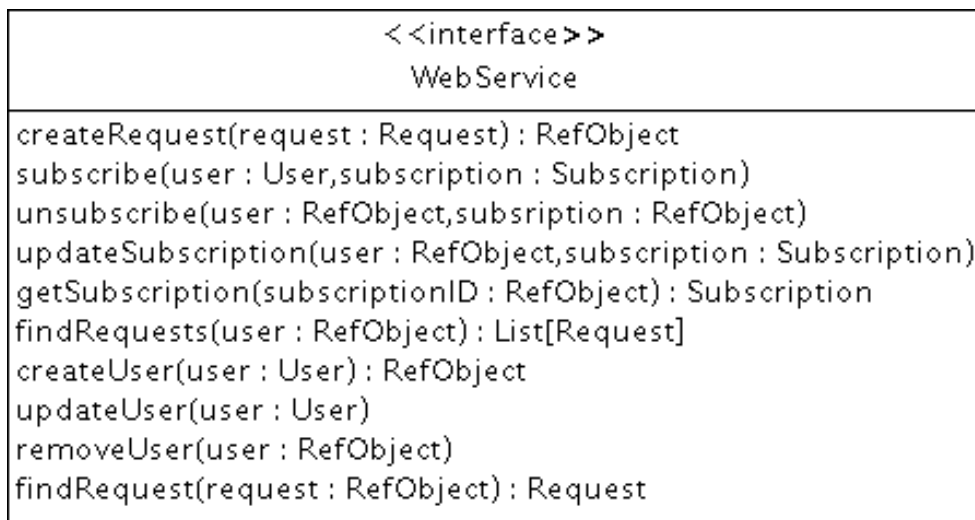 <<interface>>
WebService
createRequest(request : Request) : RefObject
subscribe(user : User,subscription : Subscription)
unsubscribe(user : RefObject,subsription : RefObject)
updateSubscription(user : RefObject,subscription : Subscription)
getSubscription(subscriptionID : RefObject) : Subscription
findRequests(user : RefObject) : List[Request]
createUser(user : User) : RefObject
updateUser(user : User)
removeUser(user : RefObject)
findRequest(request : RefObject) : Request